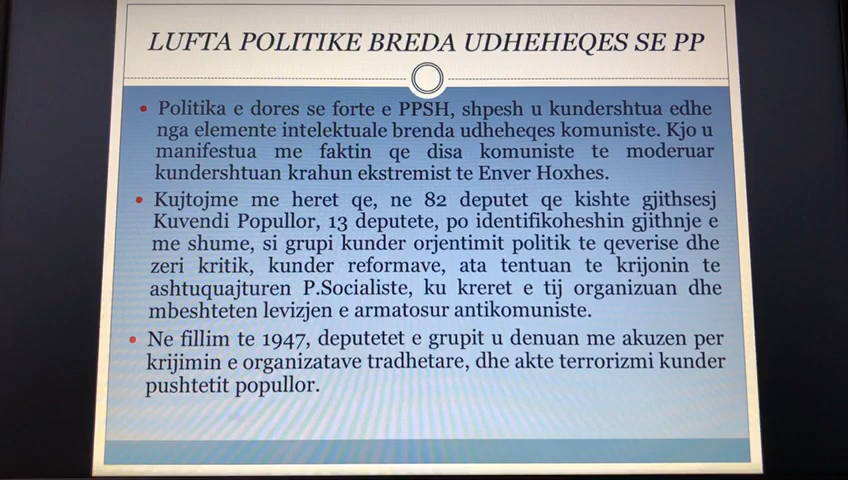 LUFTA POLITIKE BREDA UDHEHEQES SE PP
• Politika e dores se forte e PPSH, shpesh u kundershtua edhe
nga elemente intelektuale brenda udheheqes komuniste. Kjo u
manifestua me faktin qe disa komuniste te moderuar
kundershtuan krahun ekstremist te Enver Hoxhes.
• Kujtojme me heret qe, ne 82 deputet qe kishte gjithsesj
Kuvendi Popullor, 13 deputete, po identifikoheshin gjithnje e
me shume, si grupi kunder orjentimit politik te qeverise dhe
zeri kritik, kunder reformave, ata tentuan te krijonin te
ashtuquajturen P.Socialiste, ku kreret e tij organizuan dhe
mbeshteten levizjen e armatosur antikomuniste.
• Ne fillim te 1947, deputetet e grupit u denuan me akuzen per
krijimin e organizatave tradhetare, dhe akte terrorizmi kunder
pushtetit popullor.